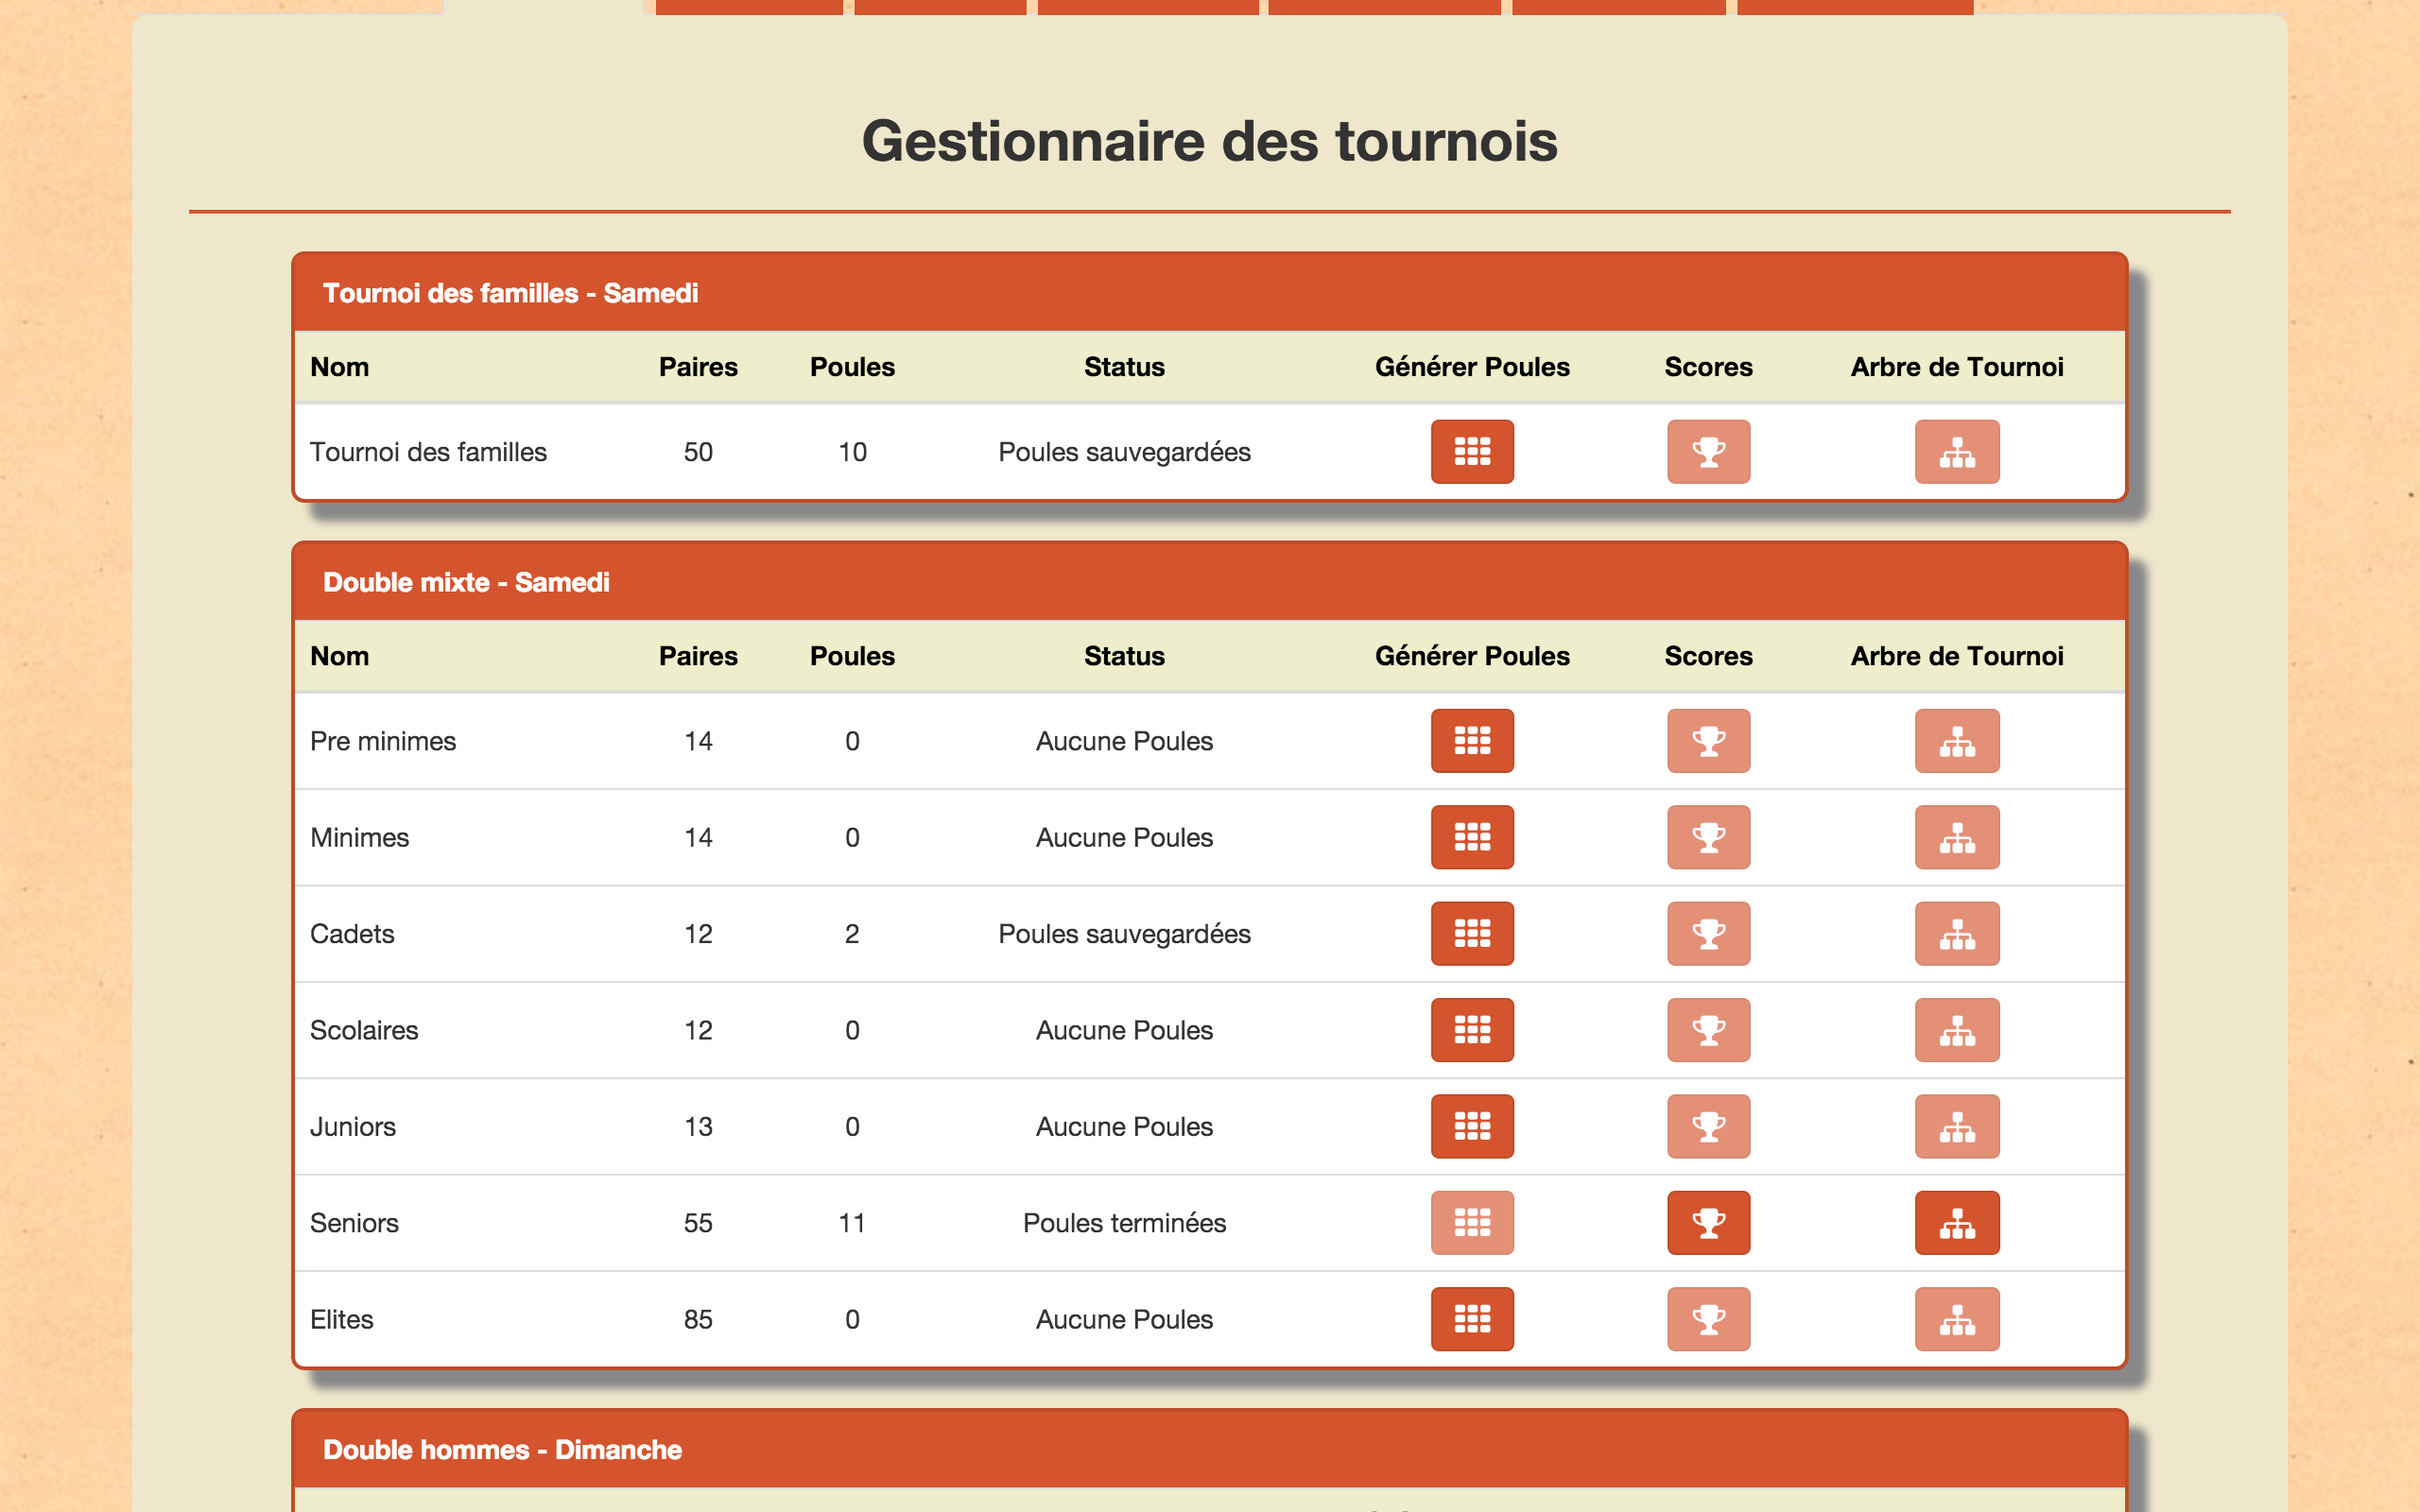 Gestionnaire des tournois
Tournoi des familles - Samedi
Nom Paires Poules Status Générer Poules Scores Arbre de Tournoi
Tournoi des familles 50 10 Poules sauvegardées
Double mixte - Samedi
Nom Paires Poules Status Générer Poules Scores Arbre de Tournoi
Pre minimes 14 0 Aucune Poules
Minimes 14 0 Aucune Poules
Cadets 12 2 Poules sauvegardées
Scolaires 12 0 Aucune Poules
Juniors 13 0 Aucune Poules
Seniors 55 11 Poules terminées
Elites 85 0 Aucune Poules
Double hommes - Dimanche